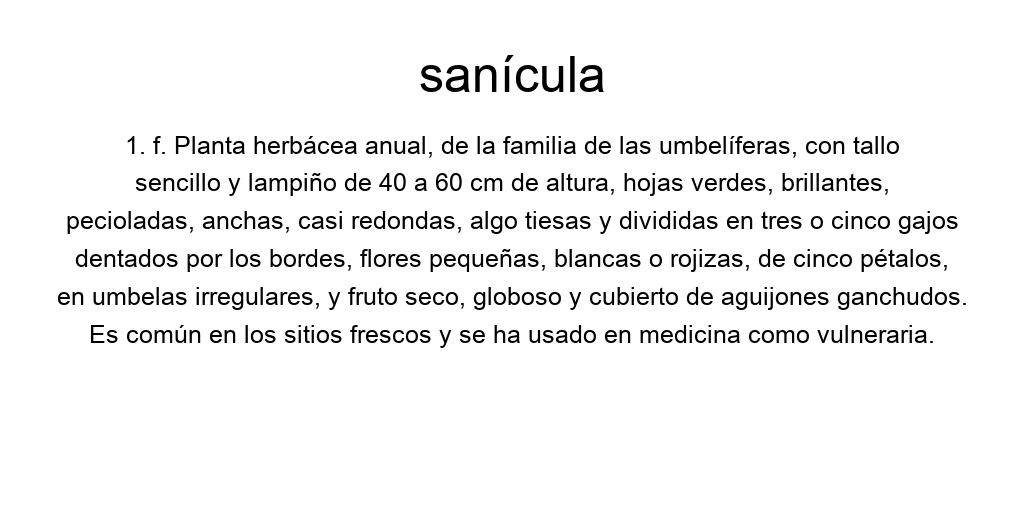 sanícula
1. f. Planta herbácea anual, de la familia de las umbelíferas, con tallo
sencillo y lampiño de 40 a 60 cm de altura, hojas verdes, brillantes,
pecioladas, anchas, casi redondas, algo tiesas y divididas en tres o cinco gajos
dentados por los bordes, flores pequeñas, blancas o rojizas, de cinco pétalos,
en umbelas irregulares, y fruto seco, globoso y cubierto de aguijones ganchudos.
Es común en los sitios frescos y se ha usado en medicina como vulneraria.